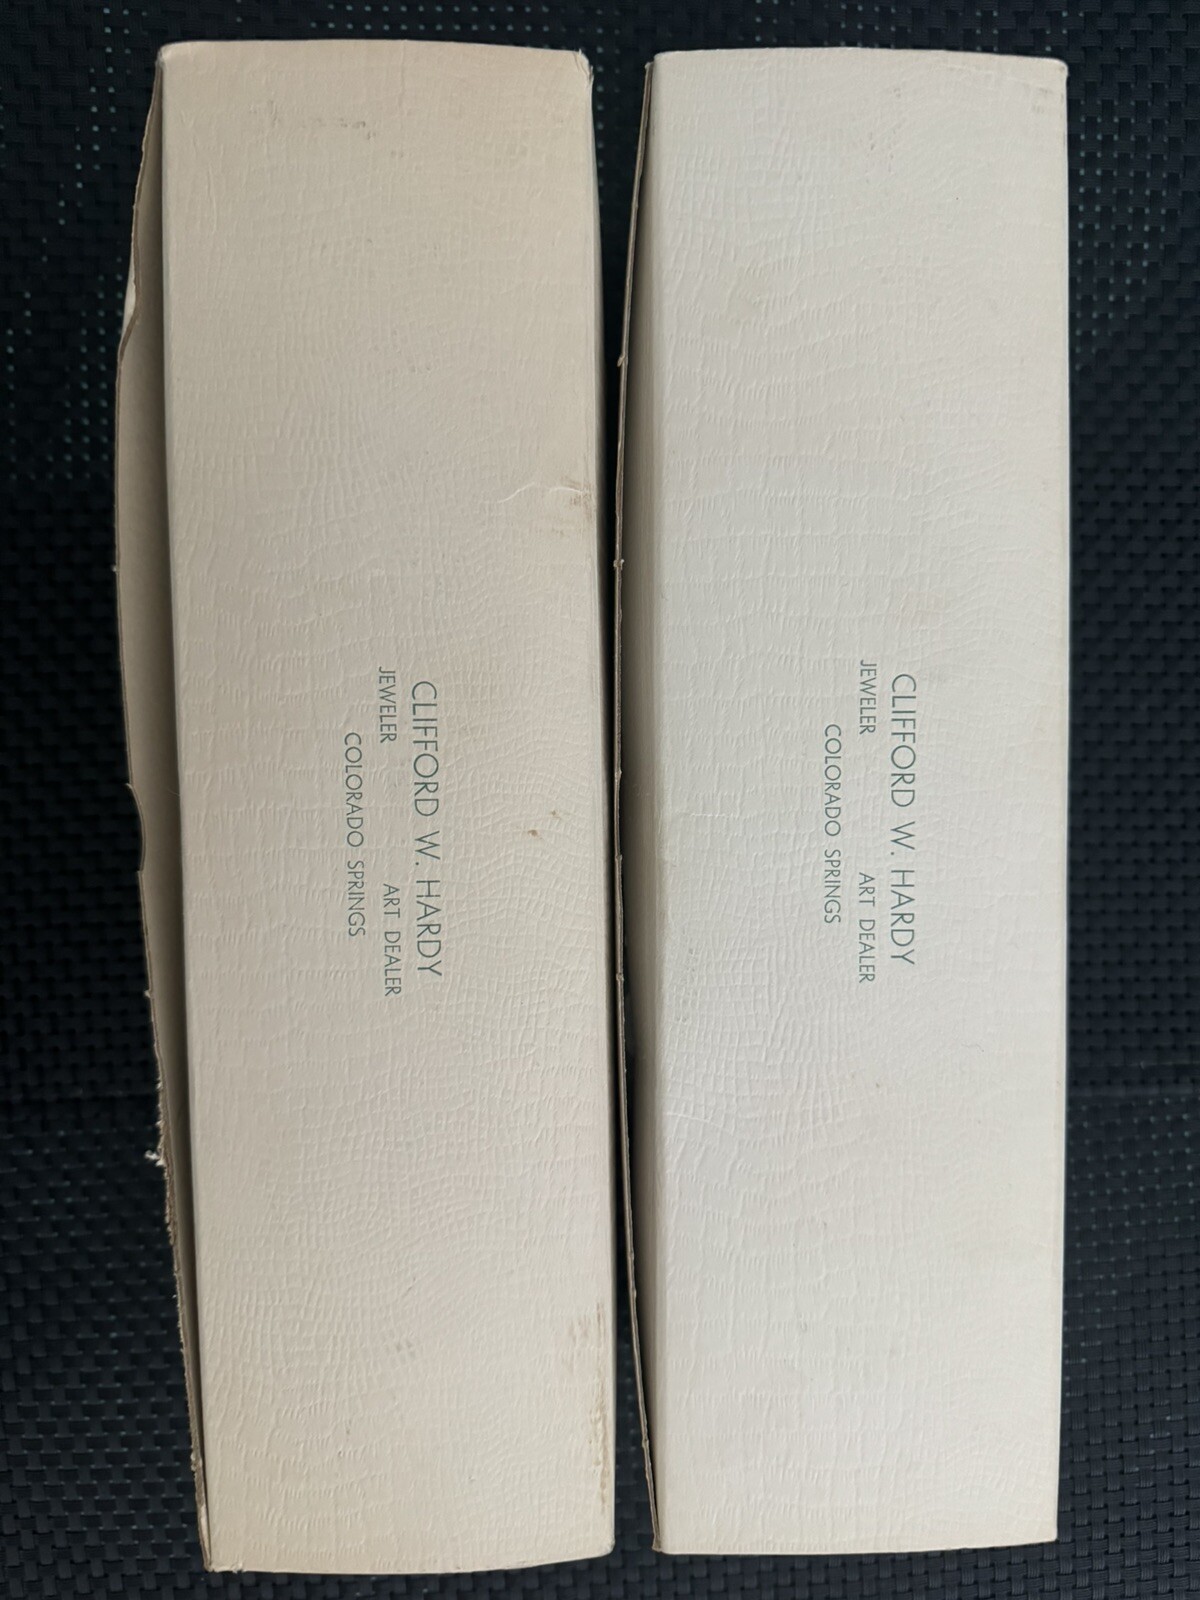 CLIFFORD W. HARDY
JEWELER ART DEALER
COLORADO SPRINGS
CLIFFORD W. HARDY
JEWELER ART DEALER
COLORADO SPRINGS